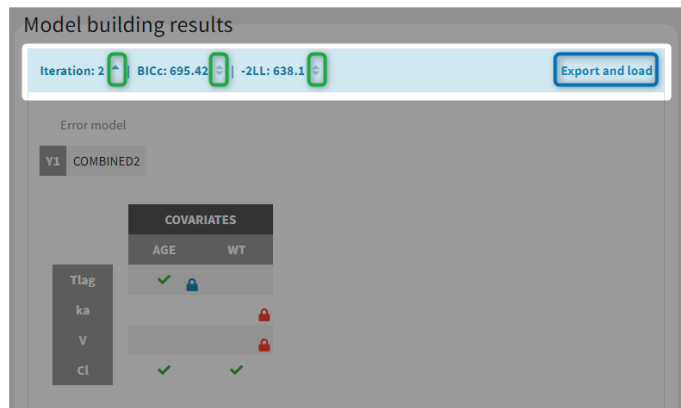 Model building results
Iteration: 2 | BICc: 695.42 | -2LL: 638.1 Export and load
Error model
Y1 COMBINED2
COVARIATES
AGE WT
Tlag
ka
V
Cl